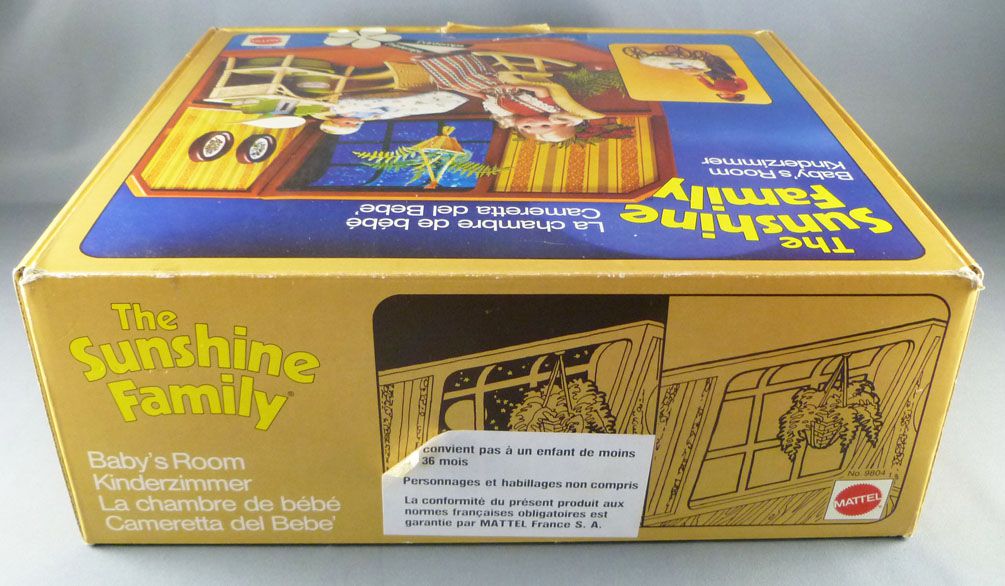 MATTEL
The
Sunshine
Family
Baby's Room
Kinderzimmer
La chambre de bébé
Cameretta del Bebe'
The
Sunshine
Family®
Baby's Room
Kinderzimmer
La chambre de bébé
Cameretta del Bebe'
convient pas à un enfant de moins
36 mois
Personnages et habillages non compris
La conformité du présent produit aux
normes françaises obligatoires est
garantie par MATTEL France S. A.
No. 9804
MATTEL